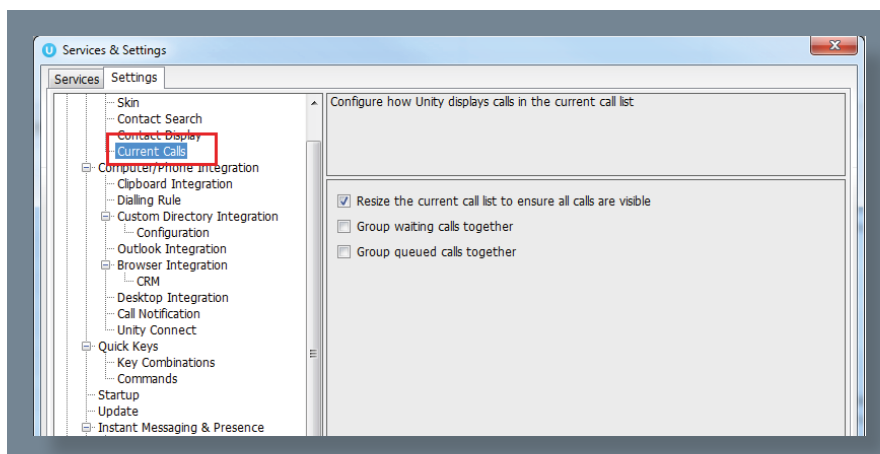 Services & Settings
Services Settings
Skin
Contact Search
Contact Display
Current Calls
Computer/Phone Integration
Clipboard Integration
Dialling Rule
Custom Directory Integration
Configuration
Outlook Integration
Browser Integration
CRM
Desktop Integration
Call Notification
Unity Connect
Quick Keys
Key Combinations
Commands
Startup
Update
Instant Messaging & Presence
Configure how Unity displays calls in the current call list
Resize the current call list to ensure all calls are visible
Group waiting calls together
Group queued calls together